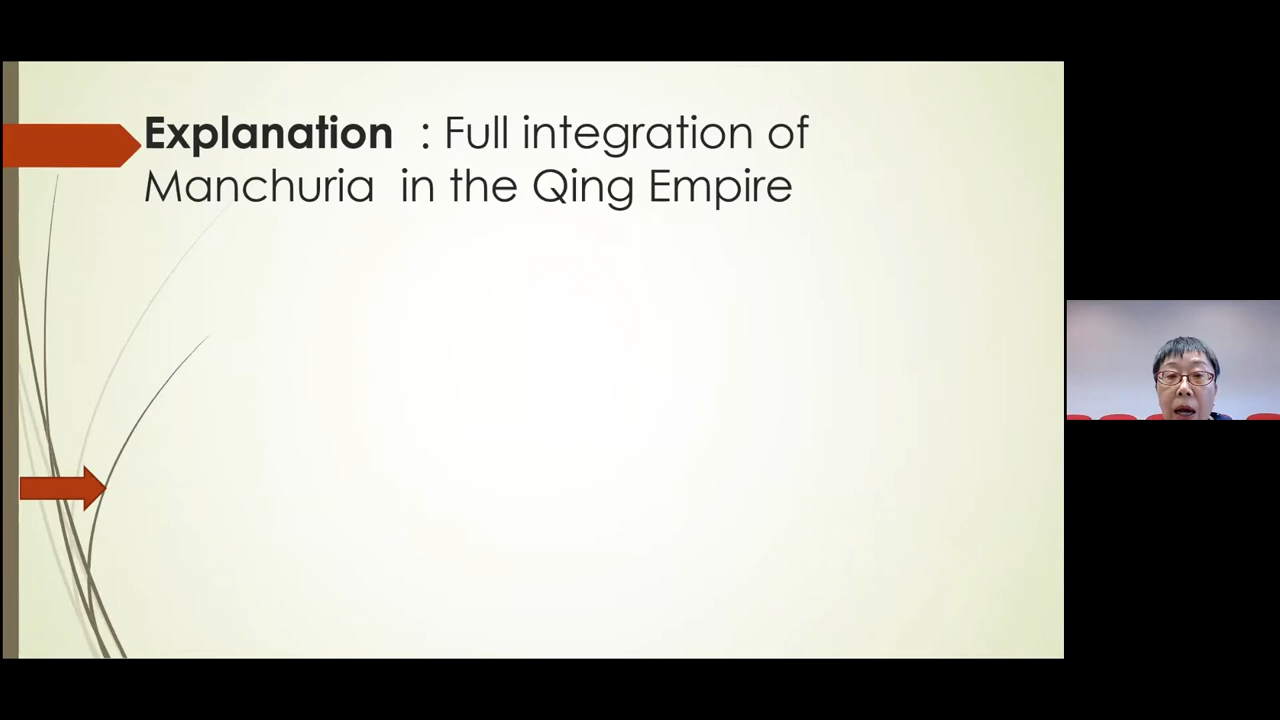 Explanation : Full integration of
Manchuria in the Qing Empire